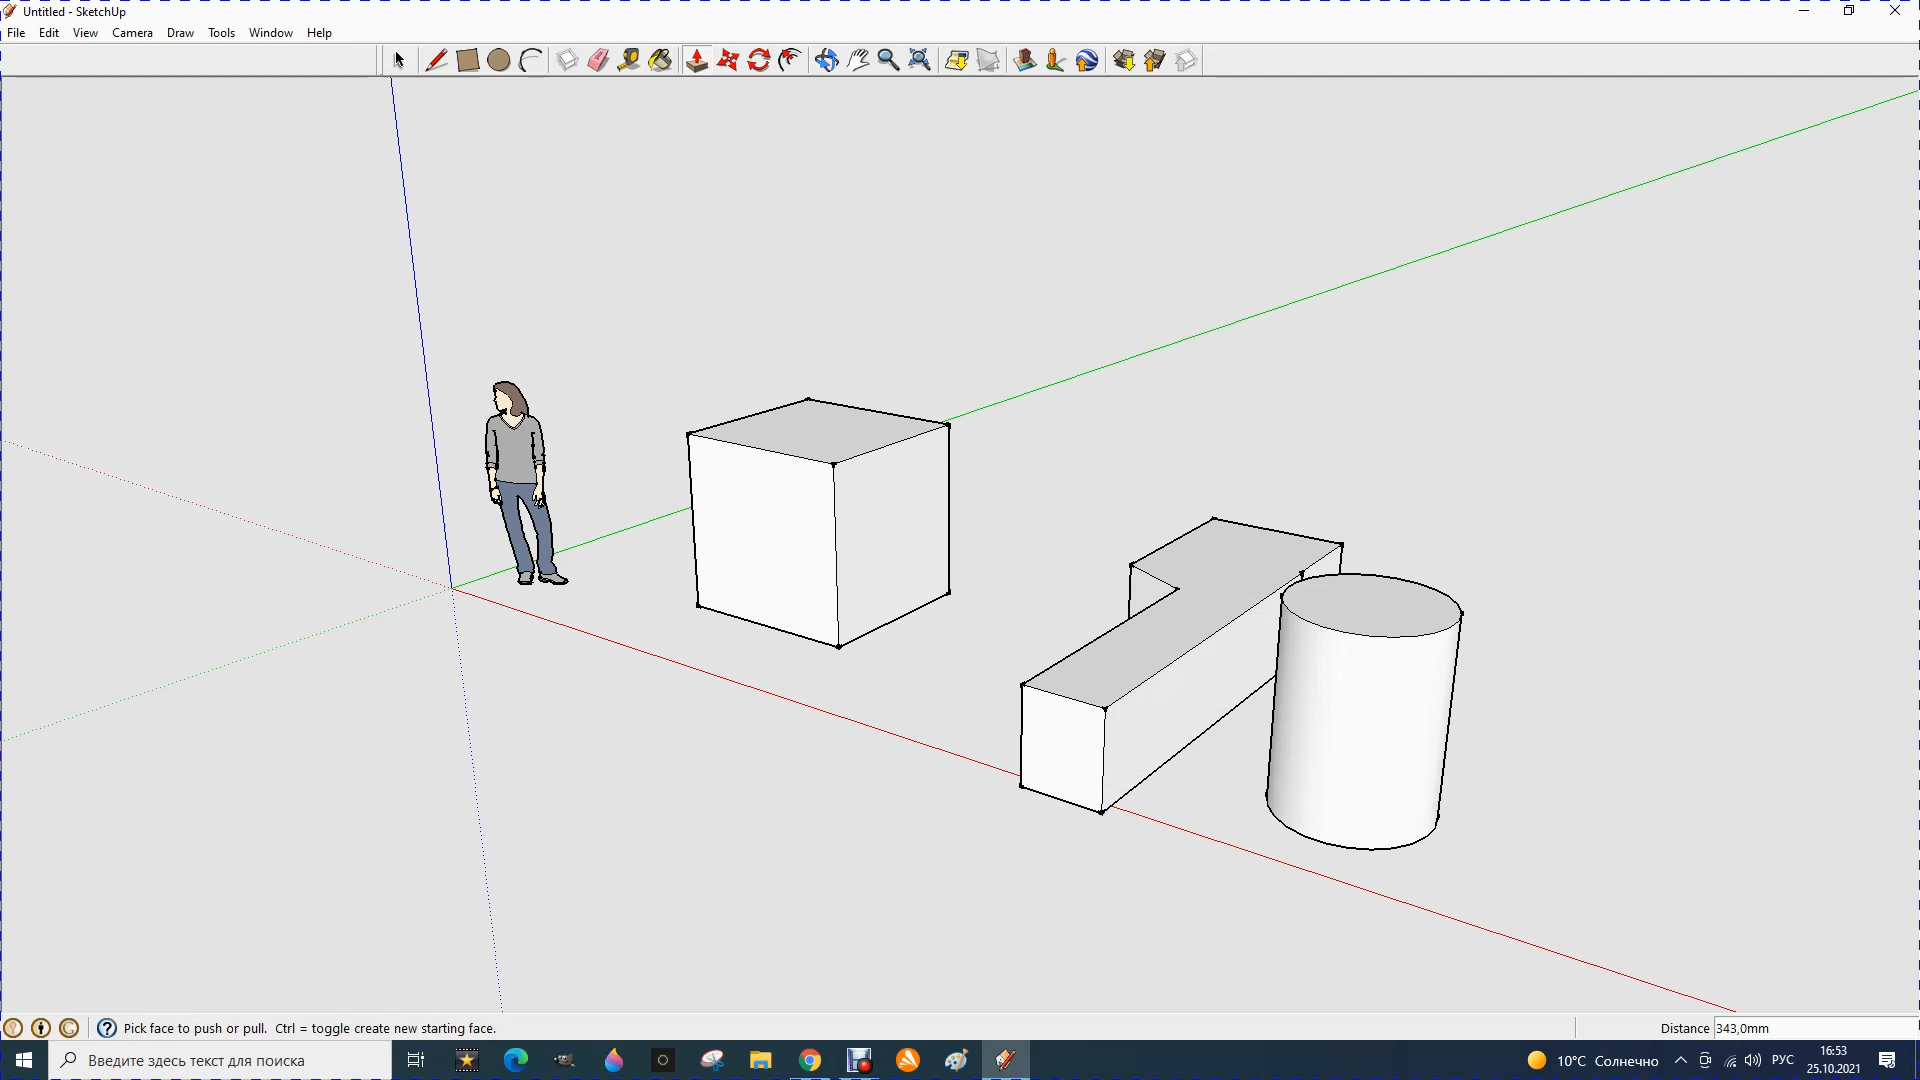 Untitled - SketchUp
File Edit View Camera Draw Tools Window Help
Pick face to push or pull. Ctrl = toggle create new starting face.
Distance 343,0mm
Введите здесь текст для поиска
10°C Солнечно
РУС
16:53
25.10.2021